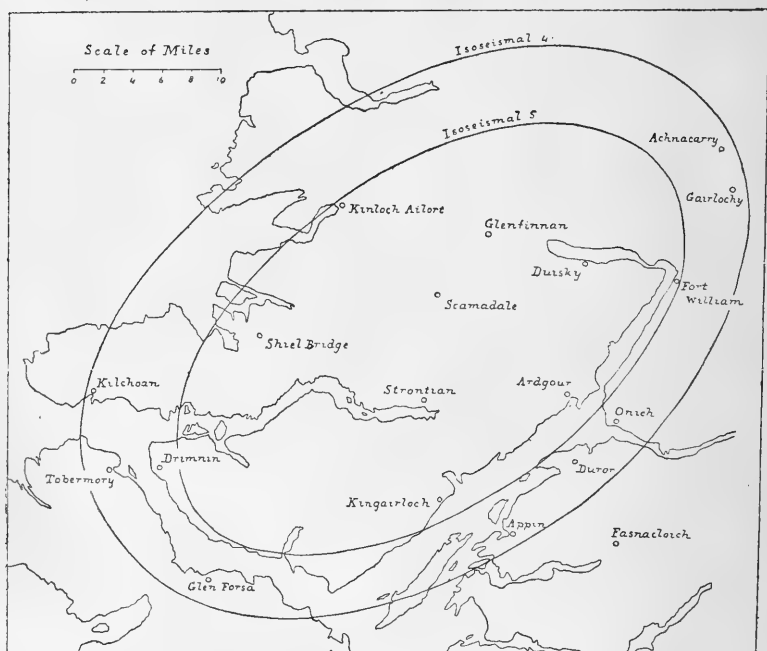 Scale of Miles
0 2 4 6 8 10
Isoseismal 4.
Isoseismal 5
Achnacarry
Gairlochy
Kinloch Ailort
Glenfinnan
Duisky
Fort
William
Scamadale
Shiel Bridge
Kilchoan
Strontian
Ardgour
Onich
Drimnin
Tobermory
Duror
Kingairloch
Appin
Fasnacloich
Glen Forsa